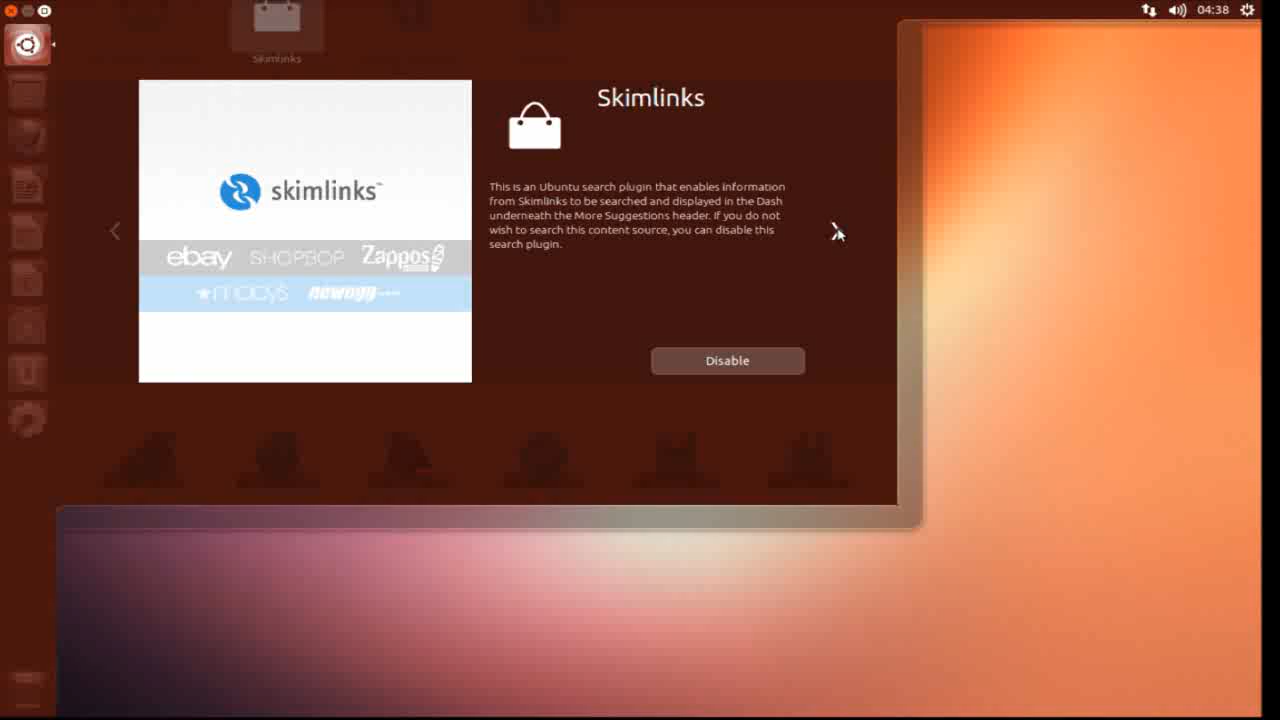 04:38
Skimlinks
Skimlinks
skimlinks™
This is an Ubuntu search plugin that enables information
from Skimlinks to be searched and displayed in the Dash
underneath the More Suggestions header. If you do not
wish to search this content source, you can disable this
search plugin.
ebay SHOPBOP Zappos
macy's newegg
Disable